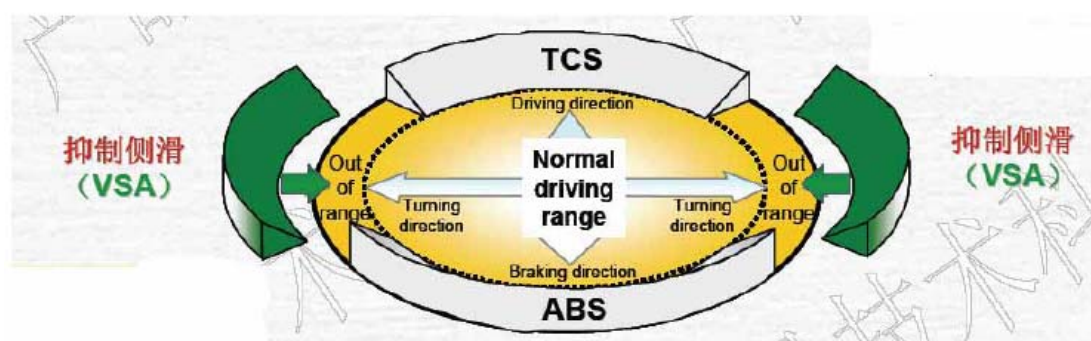 TCS
Driving direction
抑制侧滑
（VSA）
Out
of
range
Turning
direction
Normal
driving
range
Turning
direction
Out
of
range
抑制侧滑
（VSA）
Braking direction
ABS